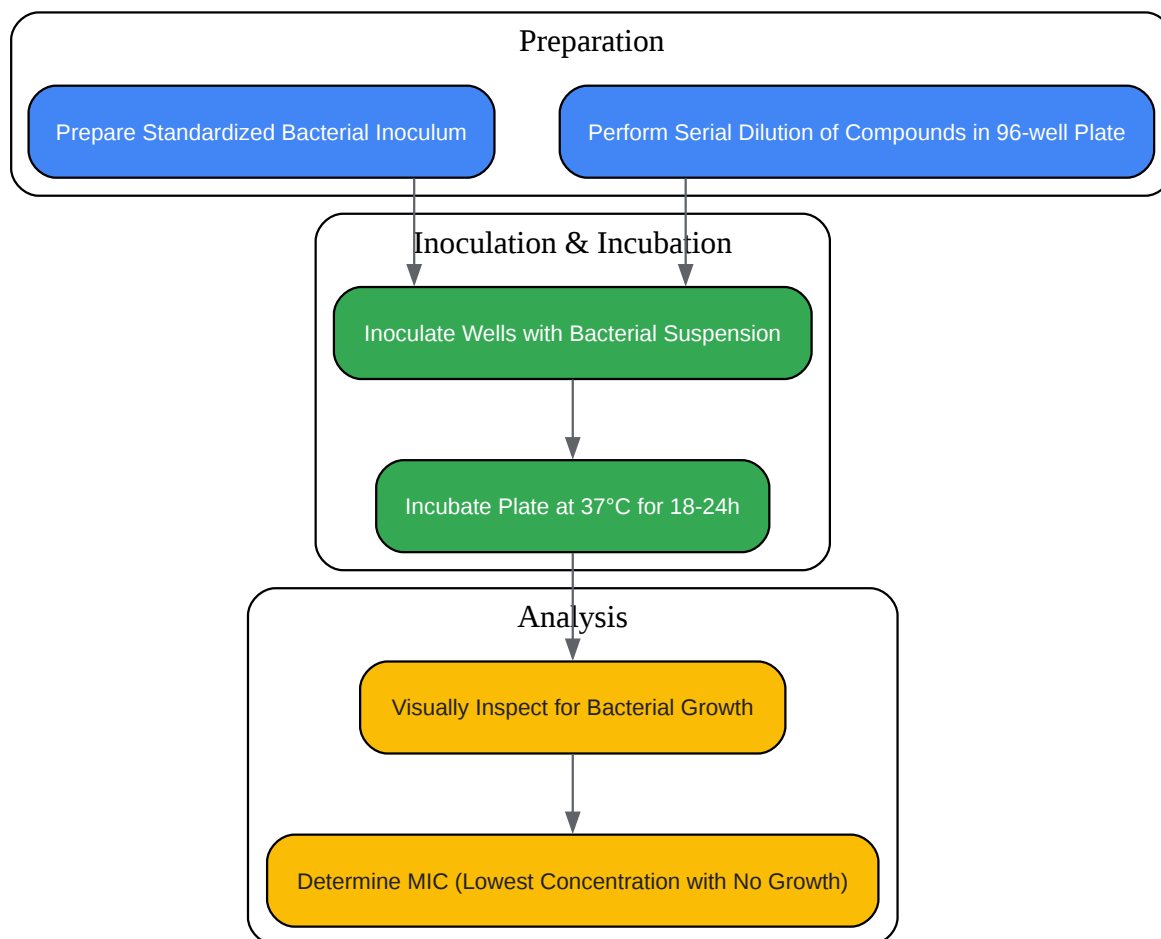 Preparation
Prepare Standardized Bacterial Inoculum
Perform Serial Dilution of Compounds in 96-well Plate
Inoculation & Incubation
Inoculate Wells with Bacterial Suspension
Incubate Plate at 37°C for 18-24h
Analysis
Visually Inspect for Bacterial Growth
Determine MIC (Lowest Concentration with No Growth)